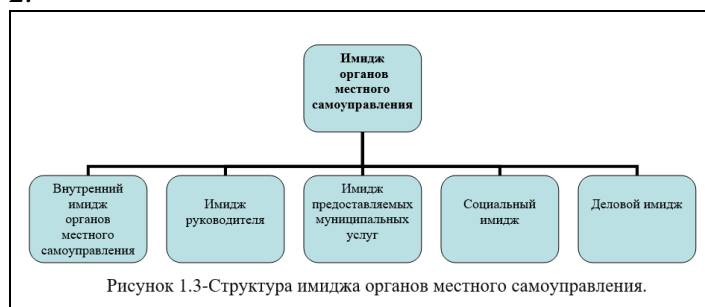 2.
Имидж
органов
местного
самоуправления
Внутренний
имидж
органов
местного
самоуправления
Имидж
руководителя
Имидж
предоставляемых
муниципальных
услуг
Социальный
имидж
Деловой имидж
Рисунок 1.3-Структура имиджа органов местного самоуправления.